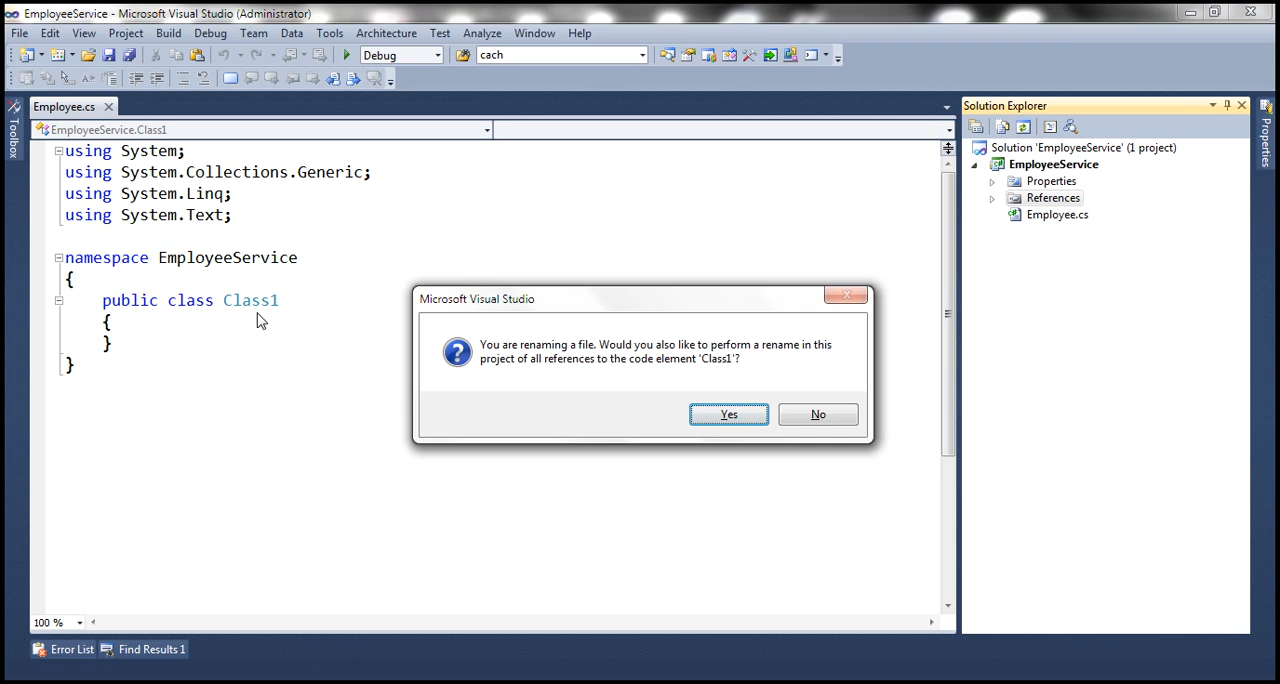 EmployeeService - Microsoft Visual Studio (Administrator)
File Edit View Project Build Debug Team Data Tools Architecture Test Analyze Window Help
Debug cach
Employee.cs
EmployeeService.Class1
using System;
using System.Collections.Generic;
using System.Linq;
using System.Text;
namespace EmployeeService
{
public class Class1
{
}
}
100 %
Error List Find Results 1
Toolbox
Microsoft Visual Studio
You are renaming a file. Would you also like to perform a rename in this
project of all references to the code element 'Class1'?
Yes No
Solution Explorer
Solution 'EmployeeService' (1 project)
EmployeeService
Properties
References
Employee.cs
Properties